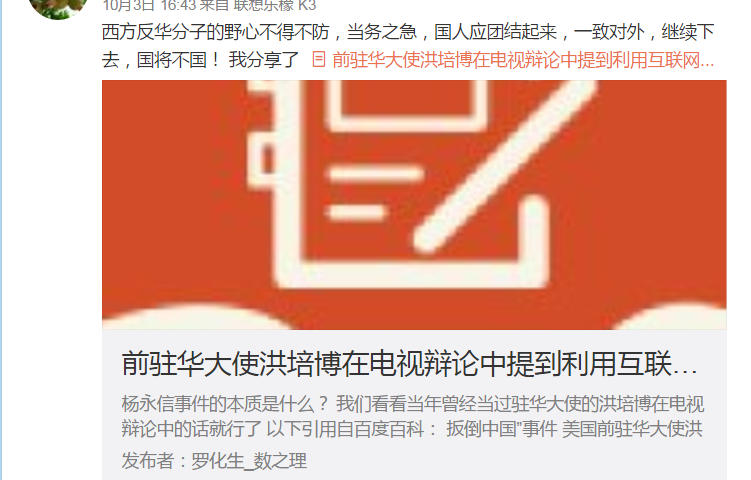 10月3日 16:43 来自 联想乐檬 K3
西方反华分子的野心不得不防，当务之急，国人应团结起来，一致对外，继续下
去，国将不国！ 我分享了 前驻华大使洪培博在电视辩论中提到利用互联网...
前驻华大使洪培博在电视辩论中提到利用互联...
杨永信事件的本质是什么？ 我们看看当年曾经当过驻华大使的洪培博在电视
辩论中的话就行了 以下引用自百度百科： 扳倒中国"事件 美国前驻华大使洪
发布者：罗化生_数之理